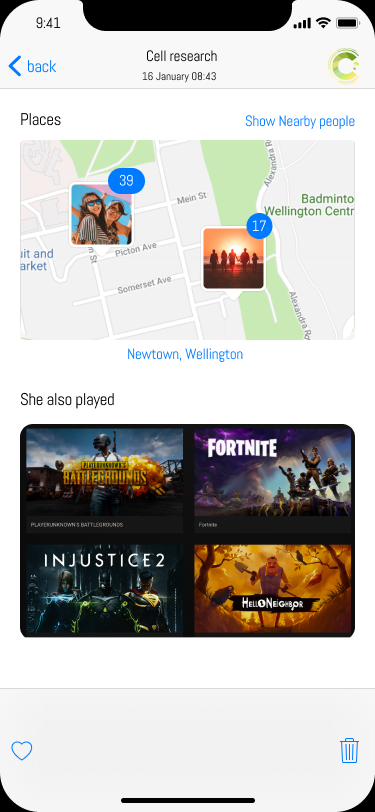 9:41
back
Cell research
16 January 08:43
Places
Show Nearby people
39
Mein St
Alexandra Ro
Badminto
Wellington Centr
17
uit and
arket
Picton Ave
Somerset Ave
Alexandra Ro
Newtown, Wellington
She also played
PLAYERUNKNOWN'S
BATTLEGROUNDS
PLAYERUNKNOWN'S BATTLEGROUNDS
FORTNITE
Fortnite
INJUSTICE 2
HELLO NEIGHBOR